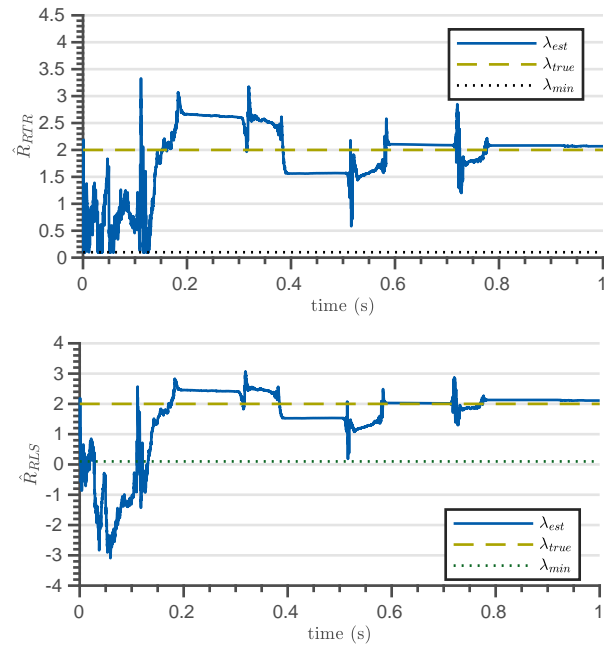 4.5
4
3.5
3
2.5
2
1.5
1
0.5
0
R̂_RTR
λ_est
λ_true
λ_min
0 0.2 0.4 0.6 0.8 1
time (s)
4
3
2
1
0
-1
-2
-3
-4
R̂_RLS
λ_est
λ_true
λ_min
0 0.2 0.4 0.6 0.8 1
time (s)